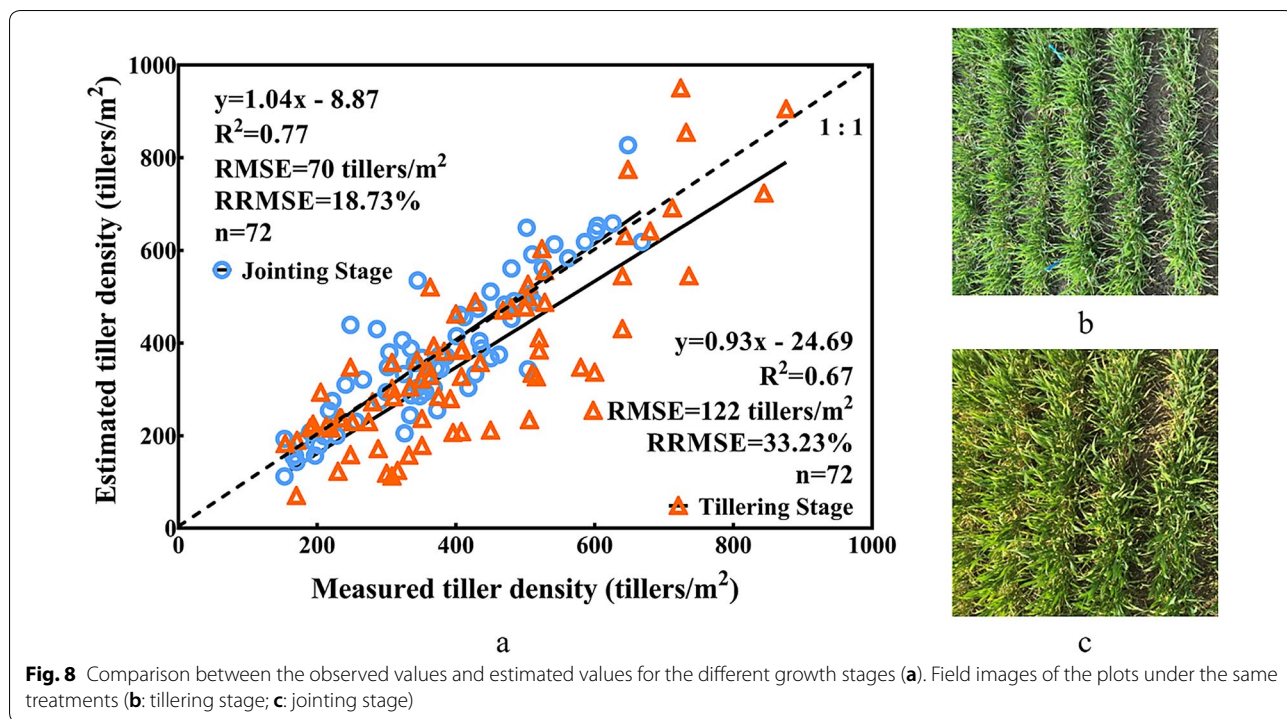 1000
800
600
400
200
0
Estimated tiller density (tillers/m²)
y=1.04x - 8.87
R²=0.77
RMSE=70 tillers/m²
RRMSE=18.73%
n=72
Jointing Stage
1 : 1
y=0.93x - 24.69
R²=0.67
RMSE=122 tillers/m²
RRMSE=33.23%
n=72
Tillering Stage
0 200 400 600 800 1000
Measured tiller density (tillers/m²)
a
b
c
Fig. 8 Comparison between the observed values and estimated values for the different growth stages (a). Field images of the plots under the same
treatments (b: tillering stage; c: jointing stage)